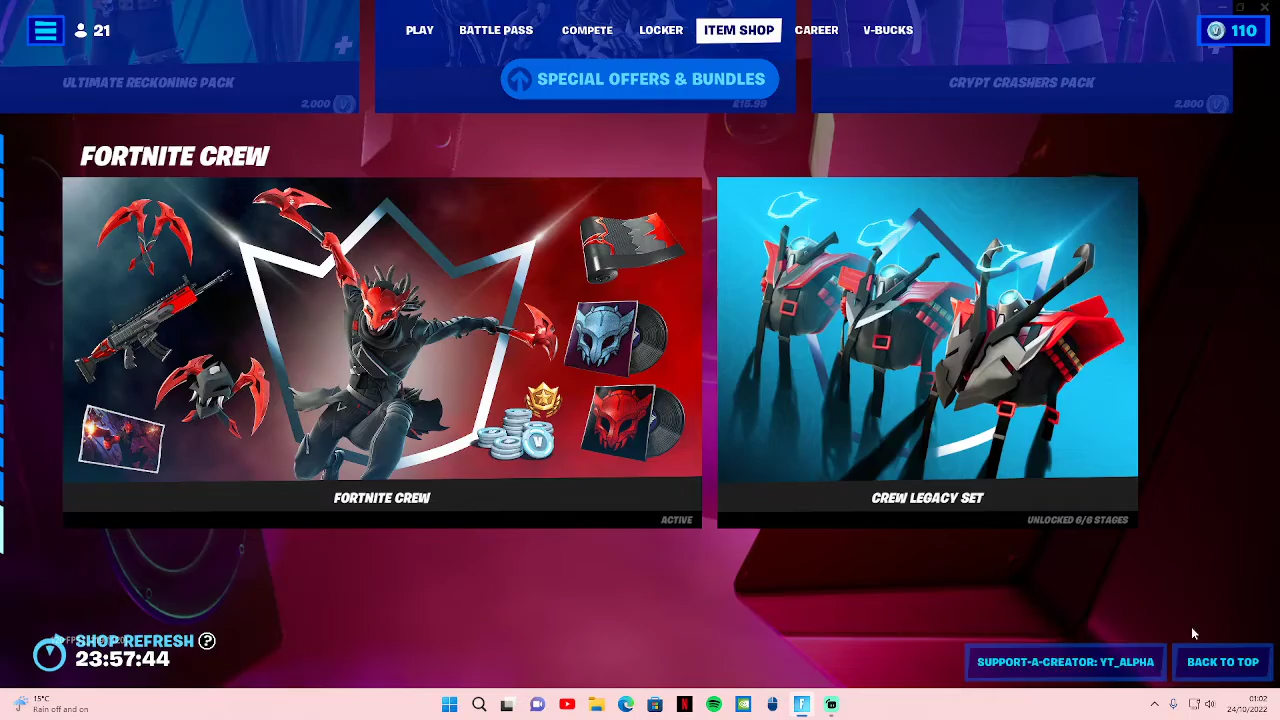 21
PLAY
BATTLE PASS
COMPETE
LOCKER
ITEM SHOP
CAREER
V-BUCKS
110
ULTIMATE RECKONING PACK
SPECIAL OFFERS & BUNDLES
CRYPT CRASHERS PACK
2,000
£15.99
2,800
FORTNITE CREW
FORTNITE CREW
ACTIVE
CREW LEGACY SET
UNLOCKED 6/6 STAGES
SHOP REFRESH ?
23:57:44
SUPPORT-A-CREATOR: YT_ALPHA
BACK TO TOP
15°C
Rain off and on
01:02
24/10/2022